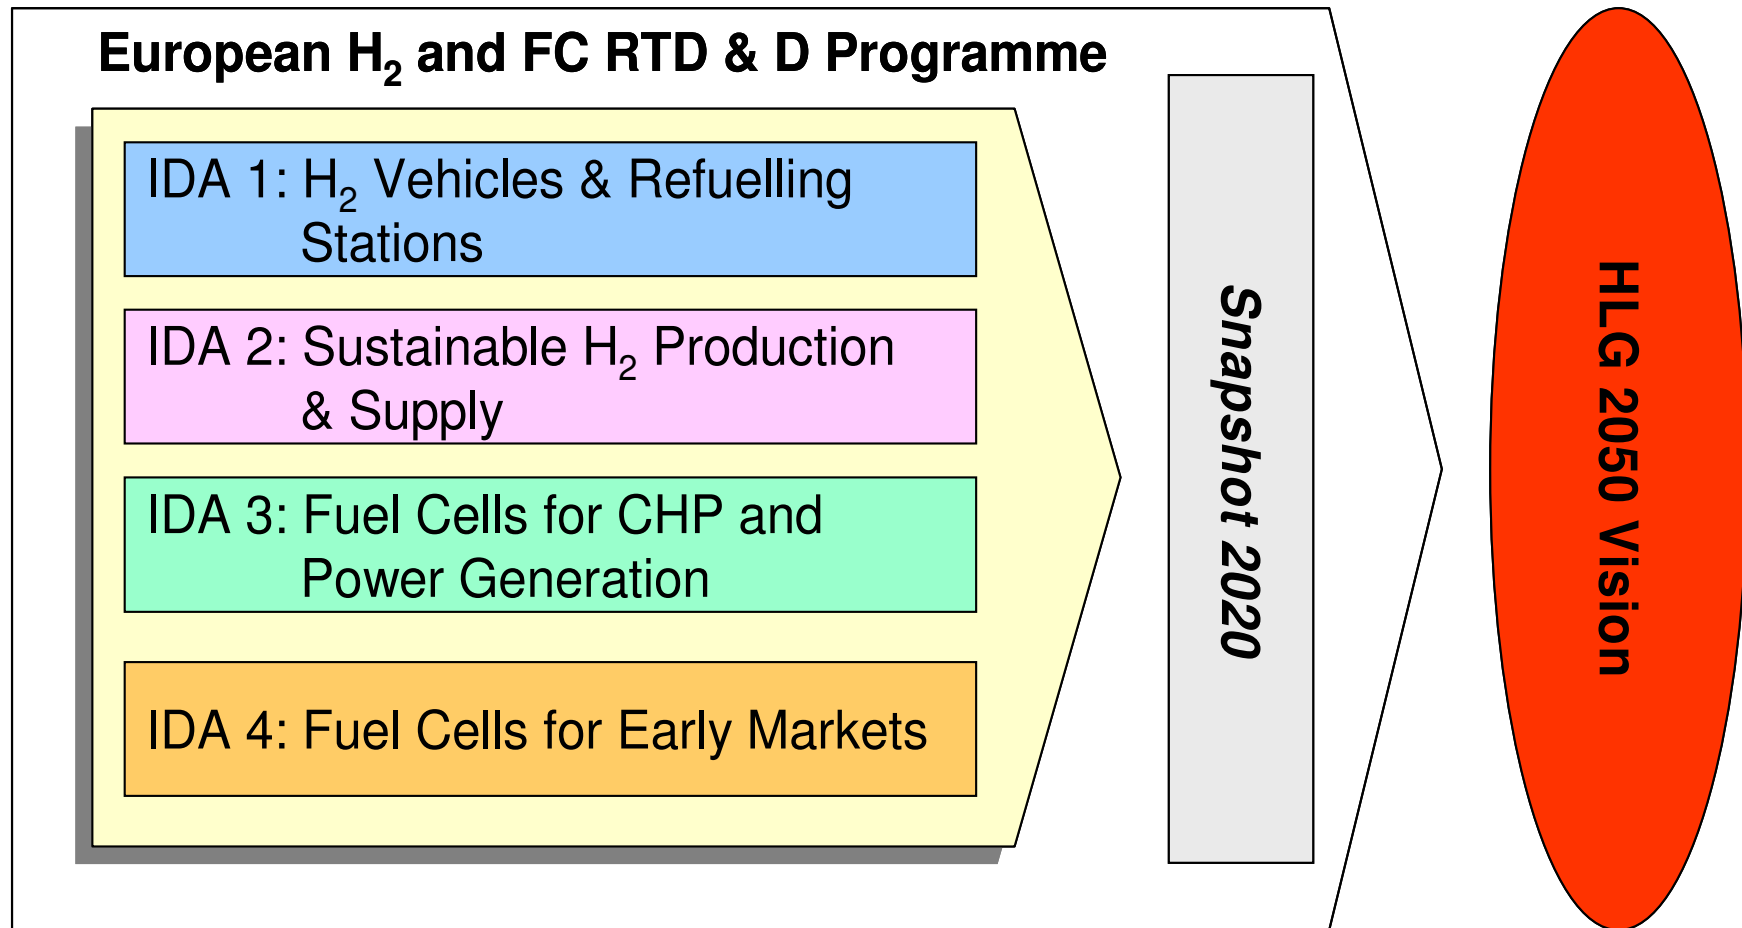 European H₂ and FC RTD & D Programme
IDA 1: H₂ Vehicles & Refuelling
Stations
IDA 2: Sustainable H₂ Production
& Supply
IDA 3: Fuel Cells for CHP and
Power Generation
IDA 4: Fuel Cells for Early Markets
Snapshot 2020
HLG 2050 Vision